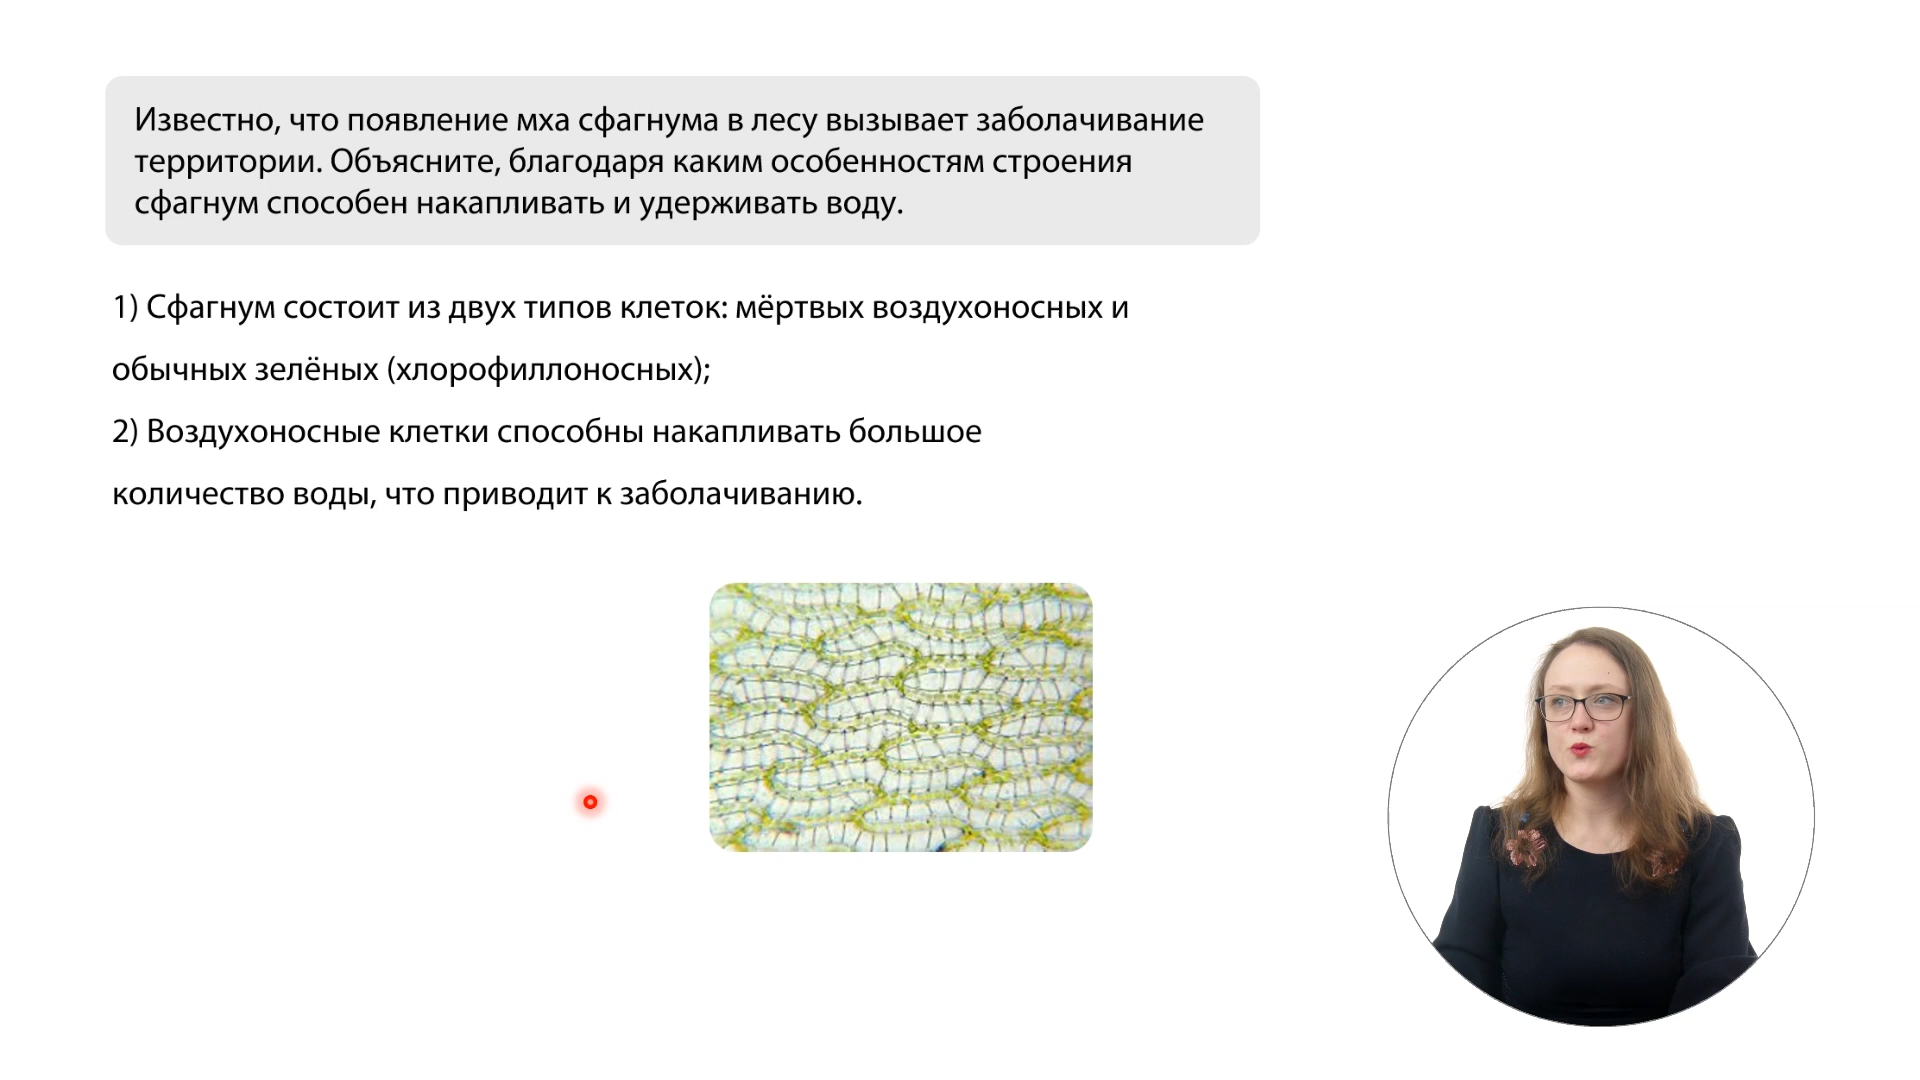 Известно, что появление мха сфагнума в лесу вызывает заболачивание
территории. Объясните, благодаря каким особенностям строения
сфагнум способен накапливать и удерживать воду.
1) Сфагнум состоит из двух типов клеток: мёртвых воздухоносных и
обычных зелёных (хлорофиллоносных);
2) Воздухоносные клетки способны накапливать большое
количество воды, что приводит к заболачиванию.